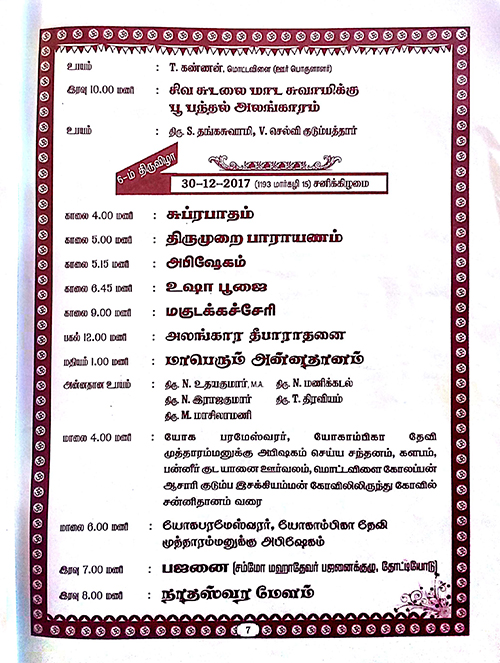 உபயம் : T. கண்ணன், மொட்டவிளை (ஊர் பொருளாளர்)
இரவு 10.00 மணி : சிவ சுடலை மாட சுவாமிக்கு
பூ பந்தல் அலங்காரம்
உபயம் : திரு. S. தங்கசுவாமி, V. செல்வி குடும்பத்தார்
6-ம் திருவிழா
30-12-2017 (1193 மார்கழி 15) சனிக்கிழமை
காலை 4.00 மணி : சுப்ரபாதம்
காலை 5.00 மணி : திருமுறை பாராயணம்
காலை 5.15 மணி : அபிஷேகம்
காலை 6.45 மணி : உஷா பூஜை
காலை 9.00 மணி : மகுடக்கச்சேரி
பகல் 12.00 மணி : அலங்கார தீபாராதனை
மதியம் 1.00 மணி : மாபெரும் அன்னதானம்
அன்னதான உபயம் : திரு. N. உதயகுமார், M.A. திரு. N. மணிக்கடல்
திரு. N. இராஜகுமார் திரு. T. திரவியம்
திரு. M. மாசிலாமணி
மாலை 4.00 மணி : யோக பரமேஸ்வரர், யோகாம்பிகா தேவி
முத்தாரம்மனுக்கு அபிஷகம் செய்ய சந்தனம், களபம்,
பன்னீர் குட யானை ஊர்வலம், மொட்டவிளை கோலப்பன்
ஆசாரி குடும்ப இசக்கியம்மன் கோவிலிலிருந்து கோவில்
சன்னிதானம் வரை
மாலை 6.00 மணி : யோகபரமேஸ்வரர், யோகாம்பிகா தேவி
முத்தாரம்மனுக்கு அபிஷேகம்
இரவு 7.00 மணி : பஜனை (சம்மோ மஹாதேவர் பஜனைக்குழு, தோட்டியோடு)
இரவு 8.00 மணி : நாதஸ்வர மேளம்
7